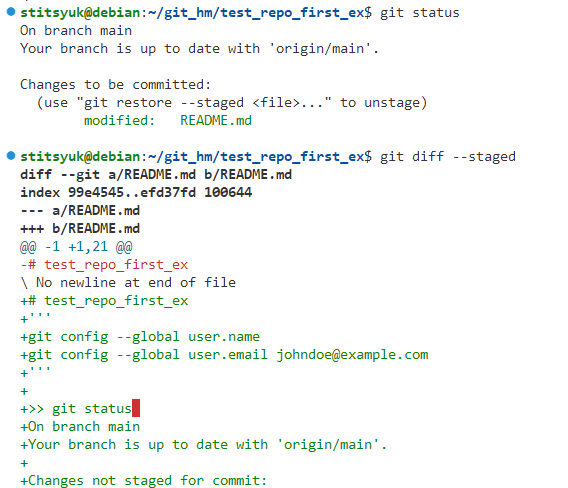 stitsyuk@debian:~/git_hm/test_repo_first_ex$ git status
On branch main
Your branch is up to date with 'origin/main'.
Changes to be committed:
  (use "git restore --staged <file>..." to unstage)
        modified:   README.md
stitsyuk@debian:~/git_hm/test_repo_first_ex$ git diff --staged
diff --git a/README.md b/README.md
index 99e4545..efd37fd 100644
--- a/README.md
+++ b/README.md
@@ -1 +1,21 @@
-# test_repo_first_ex
\ No newline at end of file
+# test_repo_first_ex
+'''
+git config --global user.name
+git config --global user.email johndoe@example.com
+'''
+
+>> git status
+On branch main
+Your branch is up to date with 'origin/main'.
+
+Changes not staged for commit: